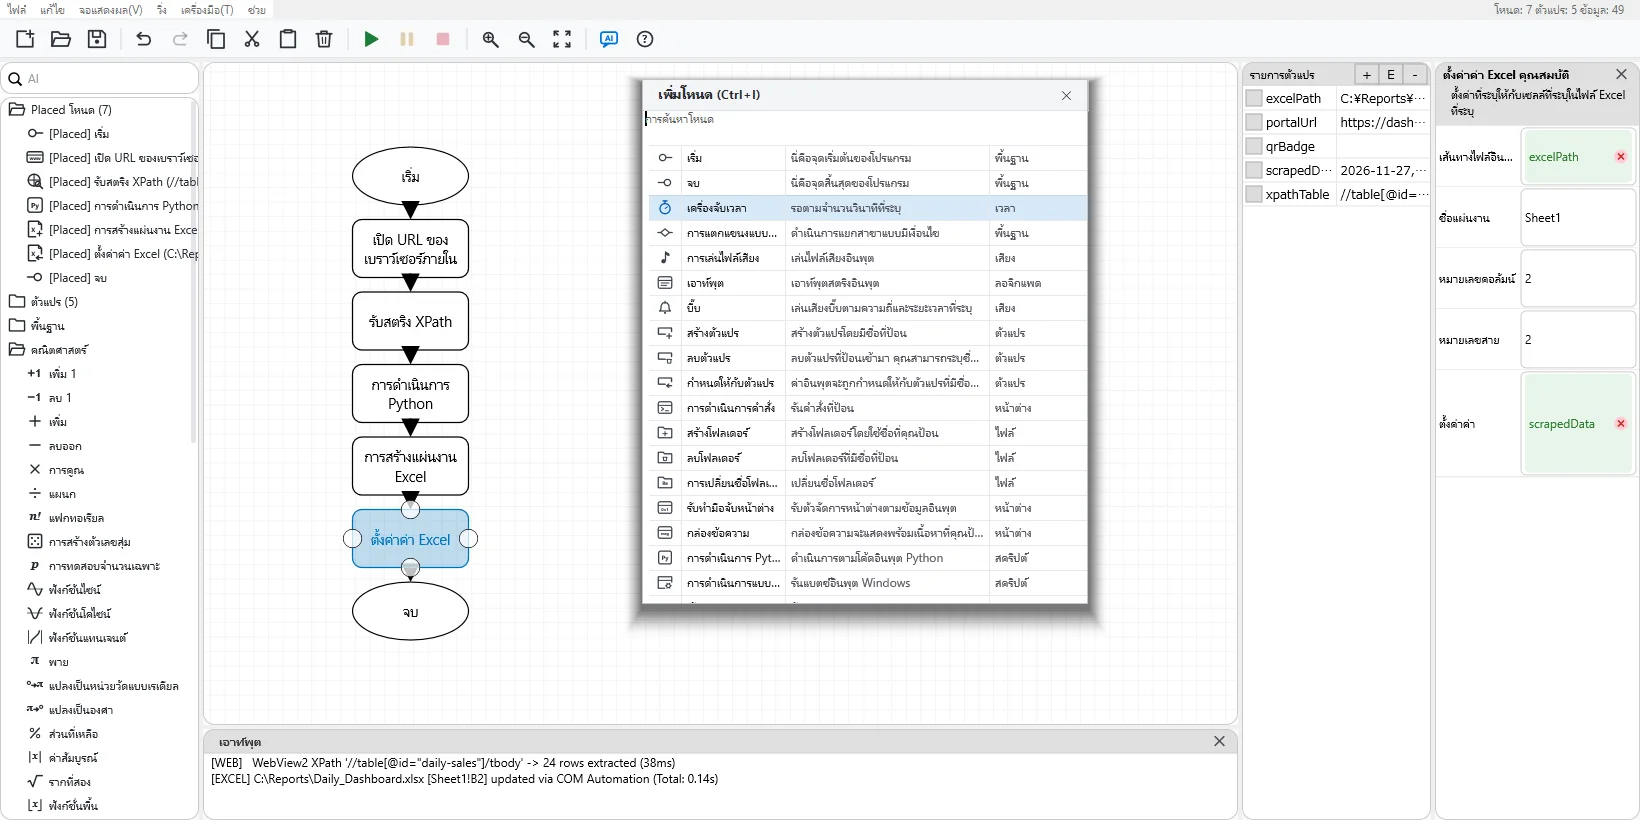 ไฟล์ แก้ไข จอแสดงผล(V) วิ่ง เครื่องมือ(T) ช่วย
โหนด: 7 ตัวแปร: 5 ข้อมูล: 49
AI
AI
Placed โหนด (7)
[Placed] เริ่ม
[Placed] เปิด URL ของเบราว์เซอ
[Placed] รับสตริง XPath (//tabl
[Placed] การดำเนินการ Python
[Placed] การสร้างแผ่นงาน Exce
[Placed] ตั้งค่าค่า Excel (C:\Rep
[Placed] จบ
ตัวแปร (5)
พื้นฐาน
คณิตศาสตร์
+1 เพิ่ม 1
−1 ลบ 1
เพิ่ม
ลบออก
การคูณ
แผนก
n! แฟกทอเรียล
การสร้างตัวเลขสุ่ม
p การทดสอบจำนวนเฉพาะ
ฟังก์ชันไซน์
ฟังก์ชันโคไซน์
ฟังก์ชันแทนเจนต์
π พาย
แปลงเป็นหน่วยวัดแบบเรเดียล
แปลงเป็นองศา
% ส่วนที่เหลือ
|x| ค่าสัมบูรณ์
รากที่สอง
⌊x⌋ ฟังก์ชั่นพื้น
เริ่ม
เปิด URL ของ
เบราว์เซอร์ภายใน
รับสตริง XPath
การดำเนินการ
Python
การสร้างแผ่นงาน
Excel
ตั้งค่าค่า Excel
จบ
เพิ่มโหนด (Ctrl+I)
การค้นหาโหนด
เริ่ม นี่คือจุดเริ่มต้นของโปรแกรม พื้นฐาน
จบ นี่คือจุดสิ้นสุดของโปรแกรม พื้นฐาน
เครื่องจับเวลา รอตามจำนวนวินาทีที่ระบุ เวลา
การแตกแขนงแบบ... ดำเนินการแยกสาขาแบบมีเงื่อนไข พื้นฐาน
การเล่นไฟล์เสียง เล่นไฟล์เสียงอินพุต เสียง
เอาท์พุต เอาท์พุตสตริงอินพุต ลอจิกแพด
บี๊บ เล่นเสียงบี๊บตามความถี่และระยะเวลาที่ระบุ เสียง
สร้างตัวแปร สร้างตัวแปรโดยมีชื่อที่ป้อน ตัวแปร
ลบตัวแปร ลบตัวแปรที่ป้อนเข้ามา คุณสามารถระบุชื่... ตัวแปร
กำหนดให้กับตัวแปร ค่าอินพุตจะถูกกำหนดให้กับตัวแปรที่มีชื่อ... ตัวแปร
การดำเนินการคำสั่ง รันคำสั่งที่ป้อน หน้าต่าง
สร้างโฟลเดอร์ สร้างโฟลเดอร์โดยใช้ชื่อที่คุณป้อน ไฟล์
ลบโฟลเดอร์ ลบโฟลเดอร์ที่มีชื่อที่ป้อน ไฟล์
การเปลี่ยนชื่อโฟลเ... เปลี่ยนชื่อโฟลเดอร์ ไฟล์
รับทำมือจับหน้าต่าง รับตัวจัดการหน้าต่างตามข้อมูลอินพุต หน้าต่าง
กล่องข้อความ กล่องข้อความจะแสดงพร้อมเนื้อหาที่คุณป้... หน้าต่าง
การดำเนินการ Pyt... ดำเนินการตามโค้ดอินพุต Python สคริปต์
การดำเนินการแบบ... รันแบตช์อินพุต Windows สคริปต์
เอาท์พุต
[WEB] WebView2 XPath '//table[@id="daily-sales"]/tbody' -> 24 rows extracted (38ms)
[EXCEL] C:\Reports\Daily_Dashboard.xlsx [Sheet1!B2] updated via COM Automation (Total: 0.14s)
รายการตัวแปร + E -
excelPath C:¥Reports¥···
portalUrl https://dash···
qrBadge
scrapedD··· 2026-11-27,···
xpathTable //table[@id=···
ตั้งค่าค่า Excel คุณสมบัติ
ตั้งค่าที่ระบุให้กับเซลล์ที่ระบุในไฟล์ Excel
ที่ระบุ
เส้นทางไฟล์อิน... excelPath
ชื่อแผ่นงาน Sheet1
หมายเลขคอลัมน์ 2
หมายเลขสาย 2
ตั้งค่าค่า scrapedData